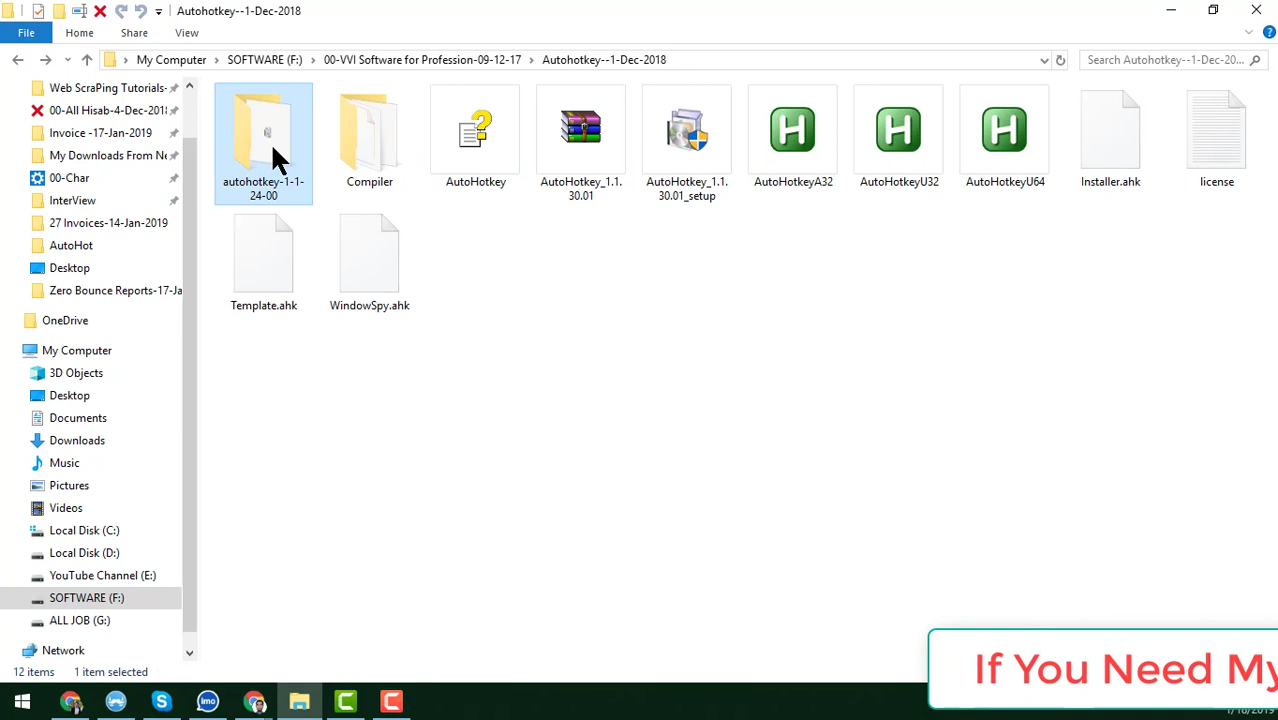 Autohotkey--1-Dec-2018
File
Home
Share
View
My Computer
SOFTWARE (F:)
00-VVI Software for Profession-09-12-17
Autohotkey--1-Dec-2018
Search Autohotkey--1-Dec-20...
Web ScraPing Tutorials-
00-All Hisab-4-Dec-2018
Invoice -17-Jan-2019
My Downloads From Ne
00-Char
InterView
27 Invoices-14-Jan-2019
AutoHot
Desktop
Zero Bounce Reports-17-Ja
OneDrive
My Computer
3D Objects
Desktop
Documents
Downloads
Music
Pictures
Videos
Local Disk (C:)
Local Disk (D:)
YouTube Channel (E:)
SOFTWARE (F:)
ALL JOB (G:)
Network
autohotkey-1-1-
24-00
Compiler
AutoHotkey
AutoHotkey_1.1.
30.01
AutoHotkey_1.1.
30.01_setup
AutoHotkeyA32
AutoHotkeyU32
AutoHotkeyU64
Installer.ahk
license
Template.ahk
WindowSpy.ahk
12 items
1 item selected
If You Need My
imo
1/18/2019